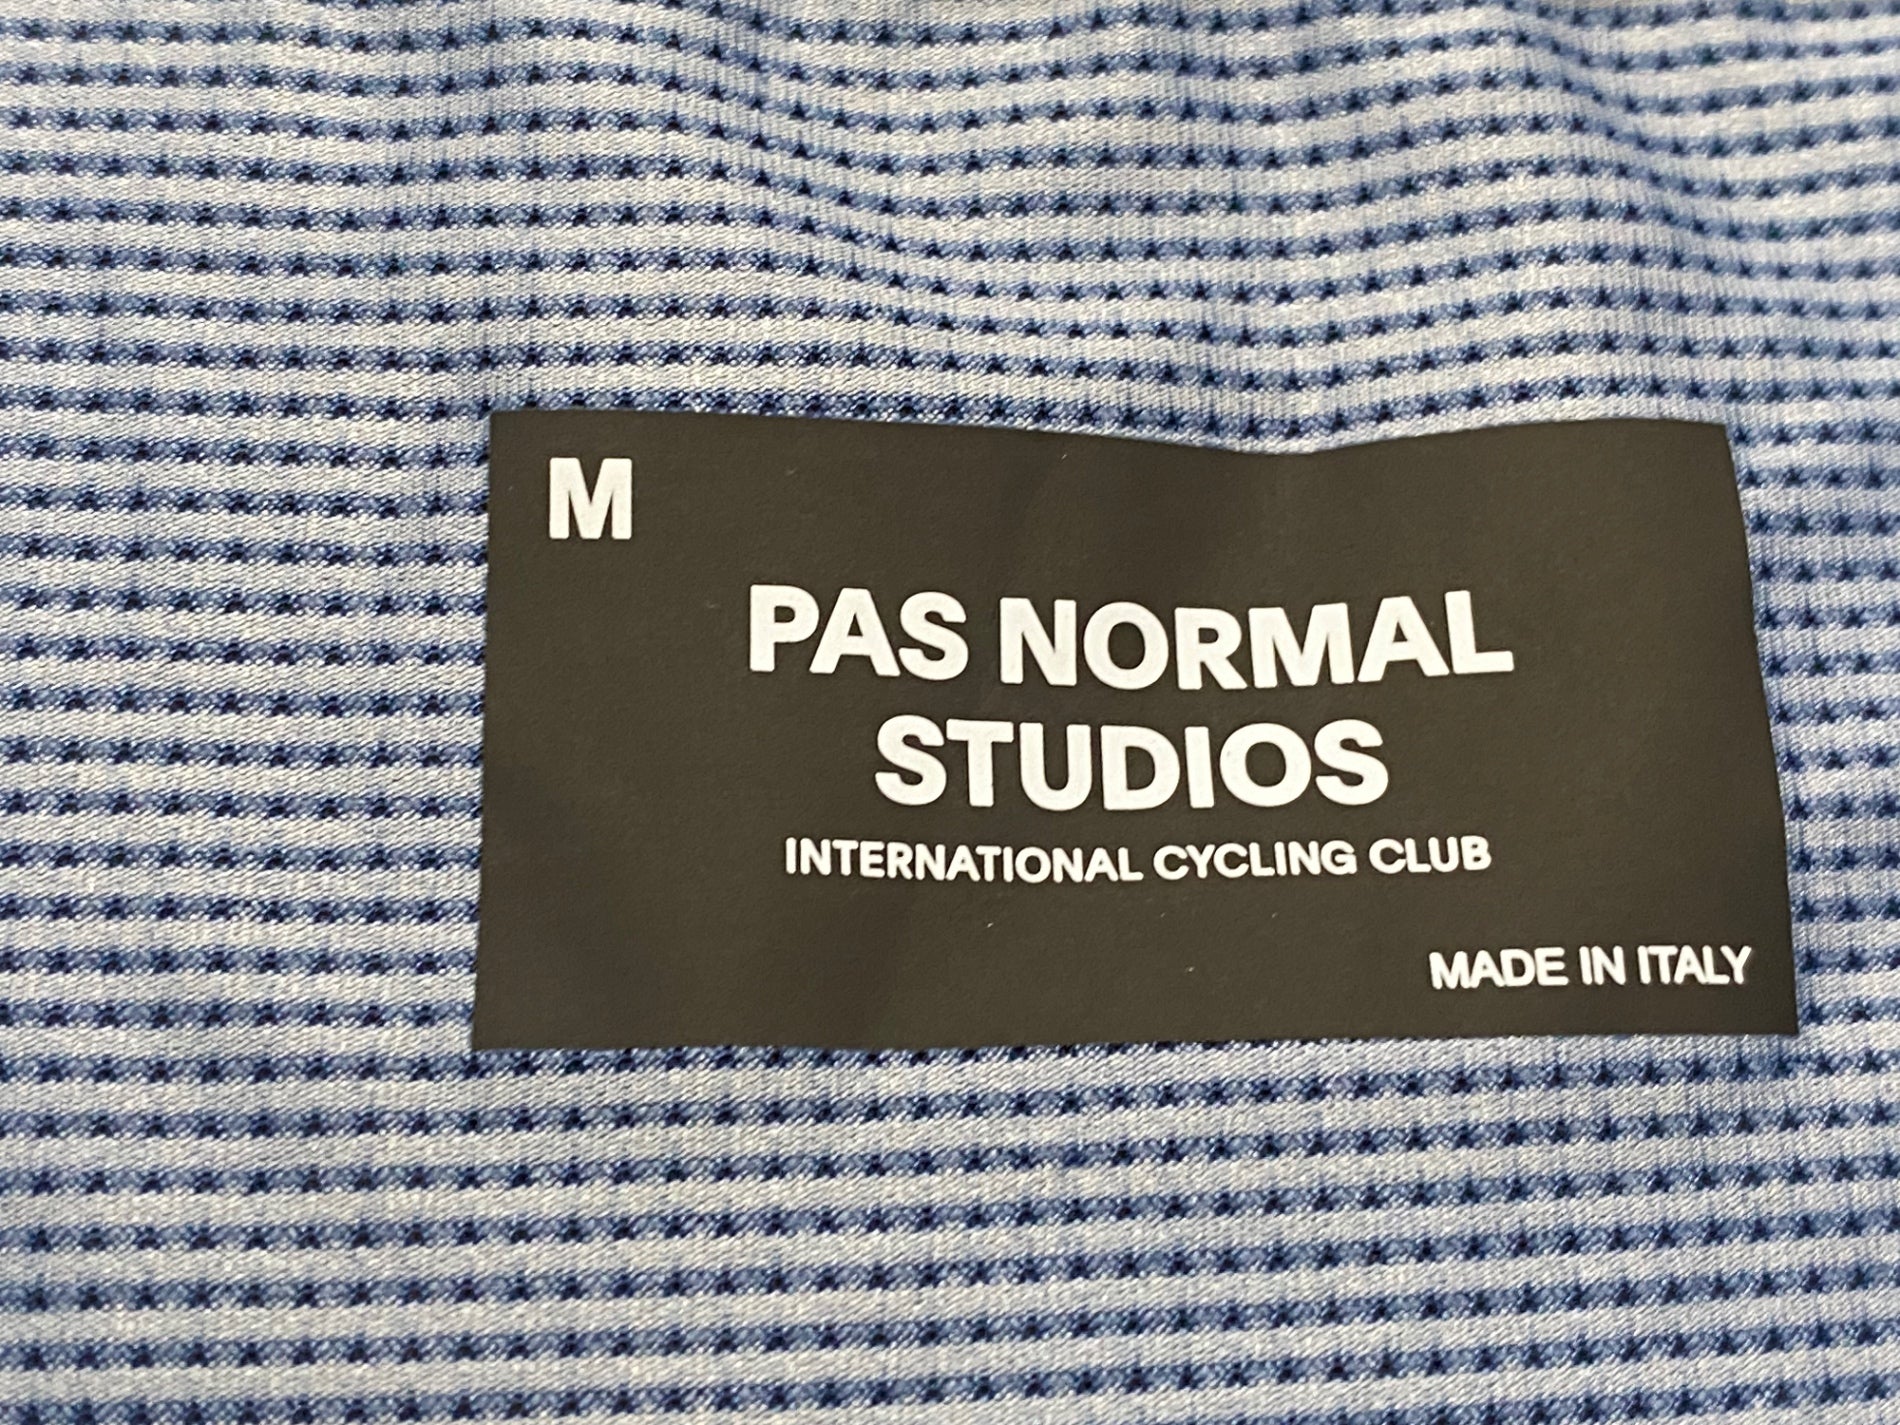 M
PAS NORMAL
STUDIOS
INTERNATIONAL CYCLING CLUB
MADE IN ITALY